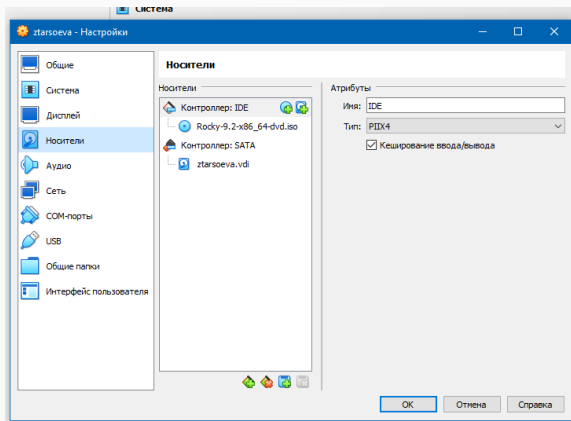 Система
ztarsoeva - Настройки
Общие
Система
Дисплей
Носители
Аудио
Сеть
COM-порты
USB
Общие папки
Интерфейс пользователя
Носители
Носители
Контроллер: IDE
Rocky-9.2-x86_64-dvd.iso
Контроллер: SATA
ztarsoeva.vdi
Атрибуты
Имя: IDE
Тип: PIIX4
Кеширование ввода/вывода
OK Отмена Справка